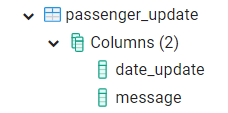 passenger_update
Columns (2)
date_update
message